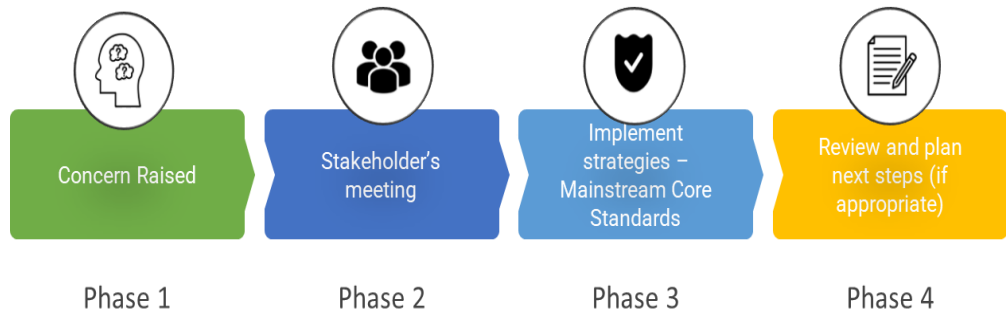 Concern Raised
Stakeholder's
meeting
Implement
strategies –
Mainstream Core
Standards
Review and plan
next steps (if
appropriate)
Phase 1
Phase 2
Phase 3
Phase 4